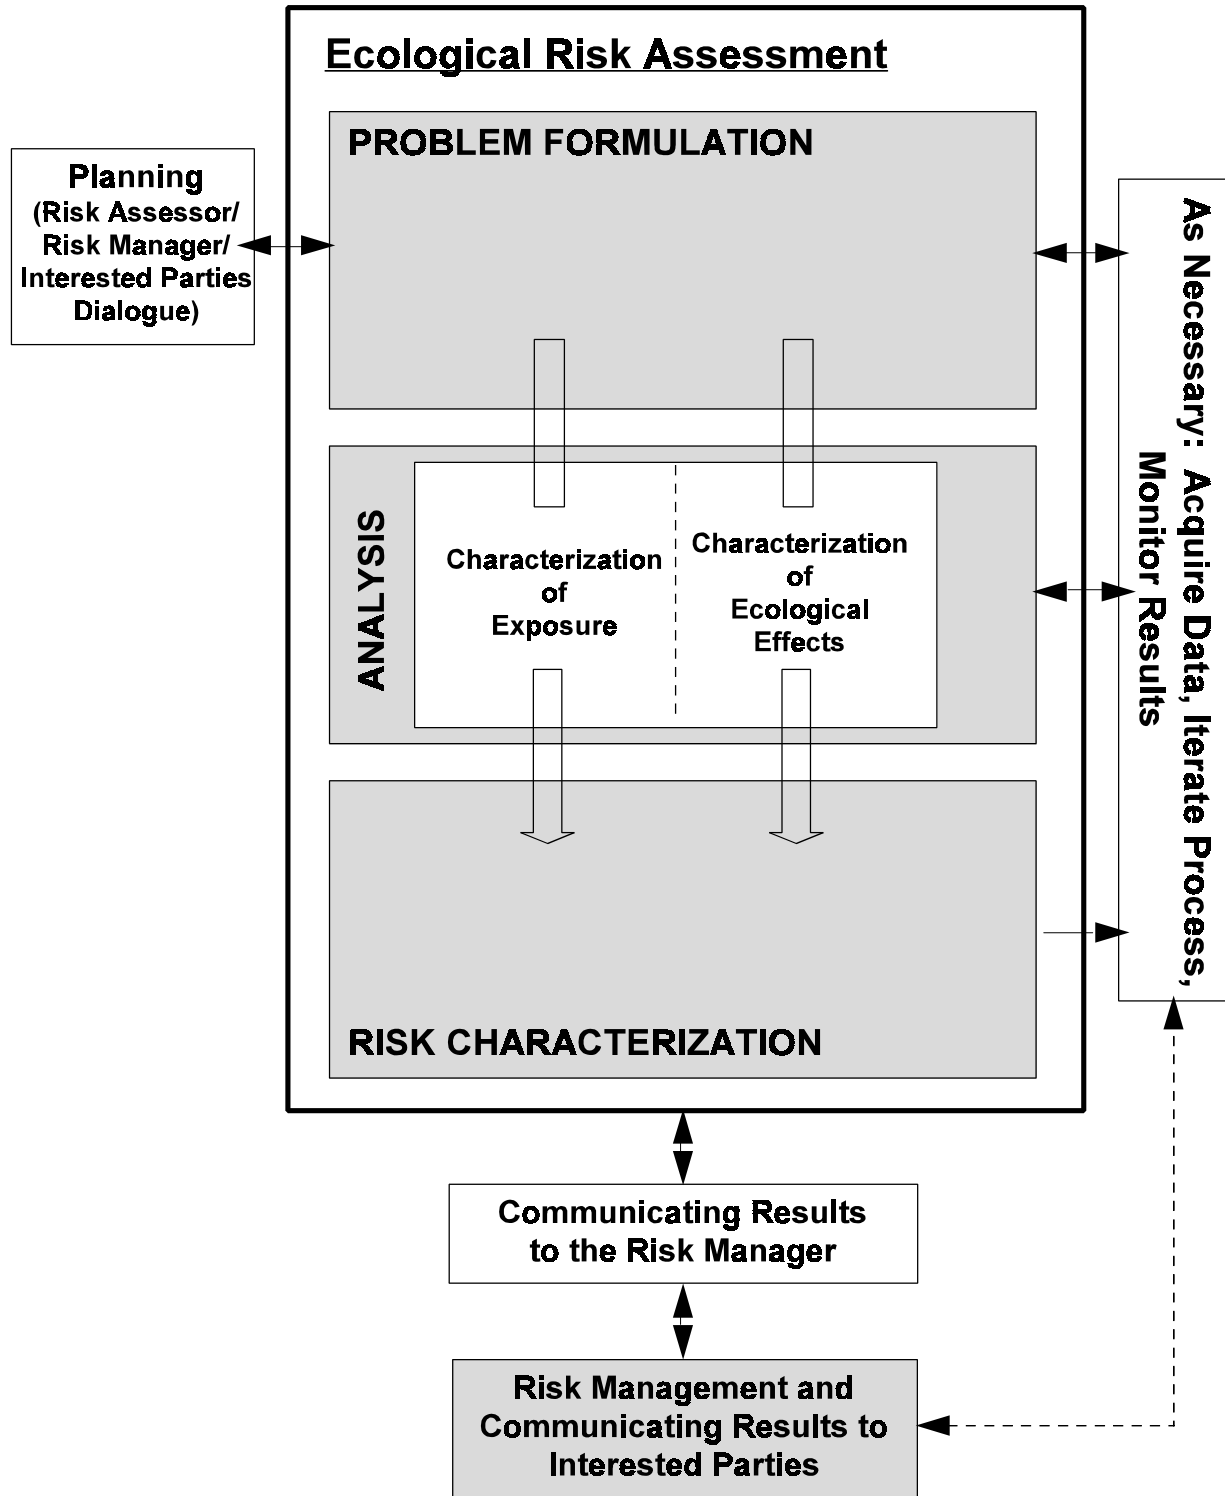 Ecological Risk Assessment
PROBLEM FORMULATION
Planning
(Risk Assessor/
Risk Manager/
Interested Parties
Dialogue)
As Necessary: Acquire Data, Iterate Process,
Monitor Results
ANALYSIS
Characterization
of
Exposure
Characterization
of
Ecological
Effects
RISK CHARACTERIZATION
Communicating Results
to the Risk Manager
Risk Management and
Communicating Results to
Interested Parties